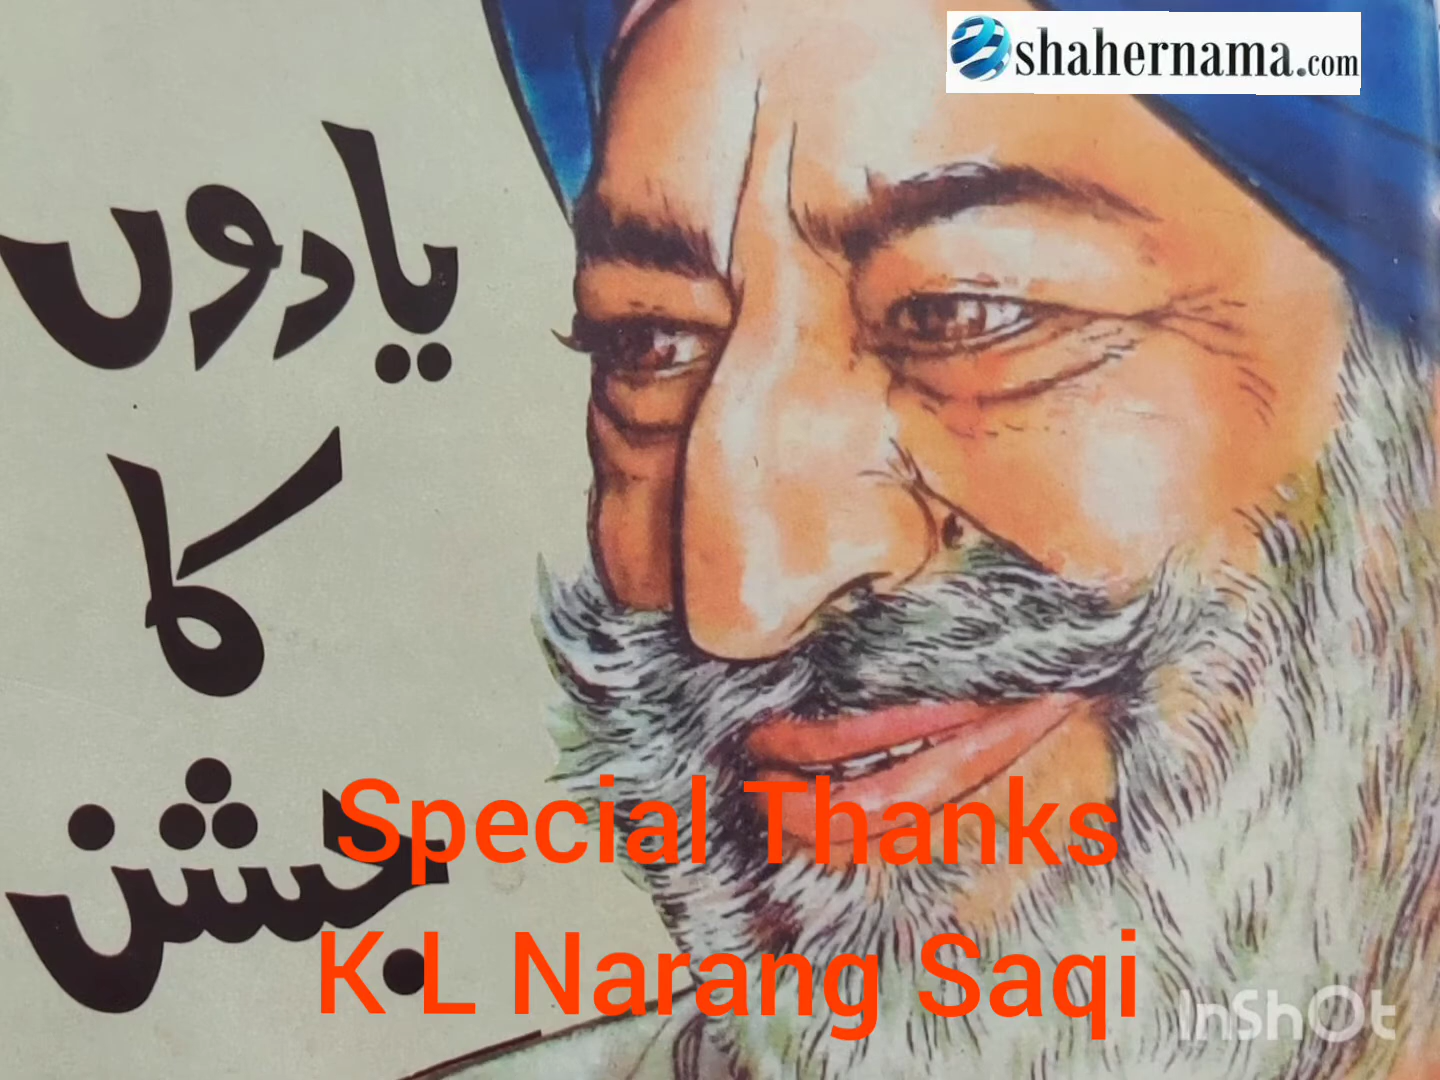 shahernama.com
یادوں
کا
جشن
Special Thanks
K L Narang Saqi
InShOt